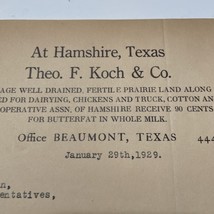 At Hamshire, Texas
Theo. F. Koch & Co.
AGE WELL DRAINED, FERTILE PRAIRIE LAND ALONG
ED FOR DAIRYING, CHICKENS AND TRUCK, COTTON AN
OPERATIVE ASSN, OF HAMSHIRE RECEIVE 90 CENTS
FOR BUTTERFAT IN WHOLE MILK.
Office BEAUMONT, TEXAS 444
January 29th, 1929.
n,
entatives,